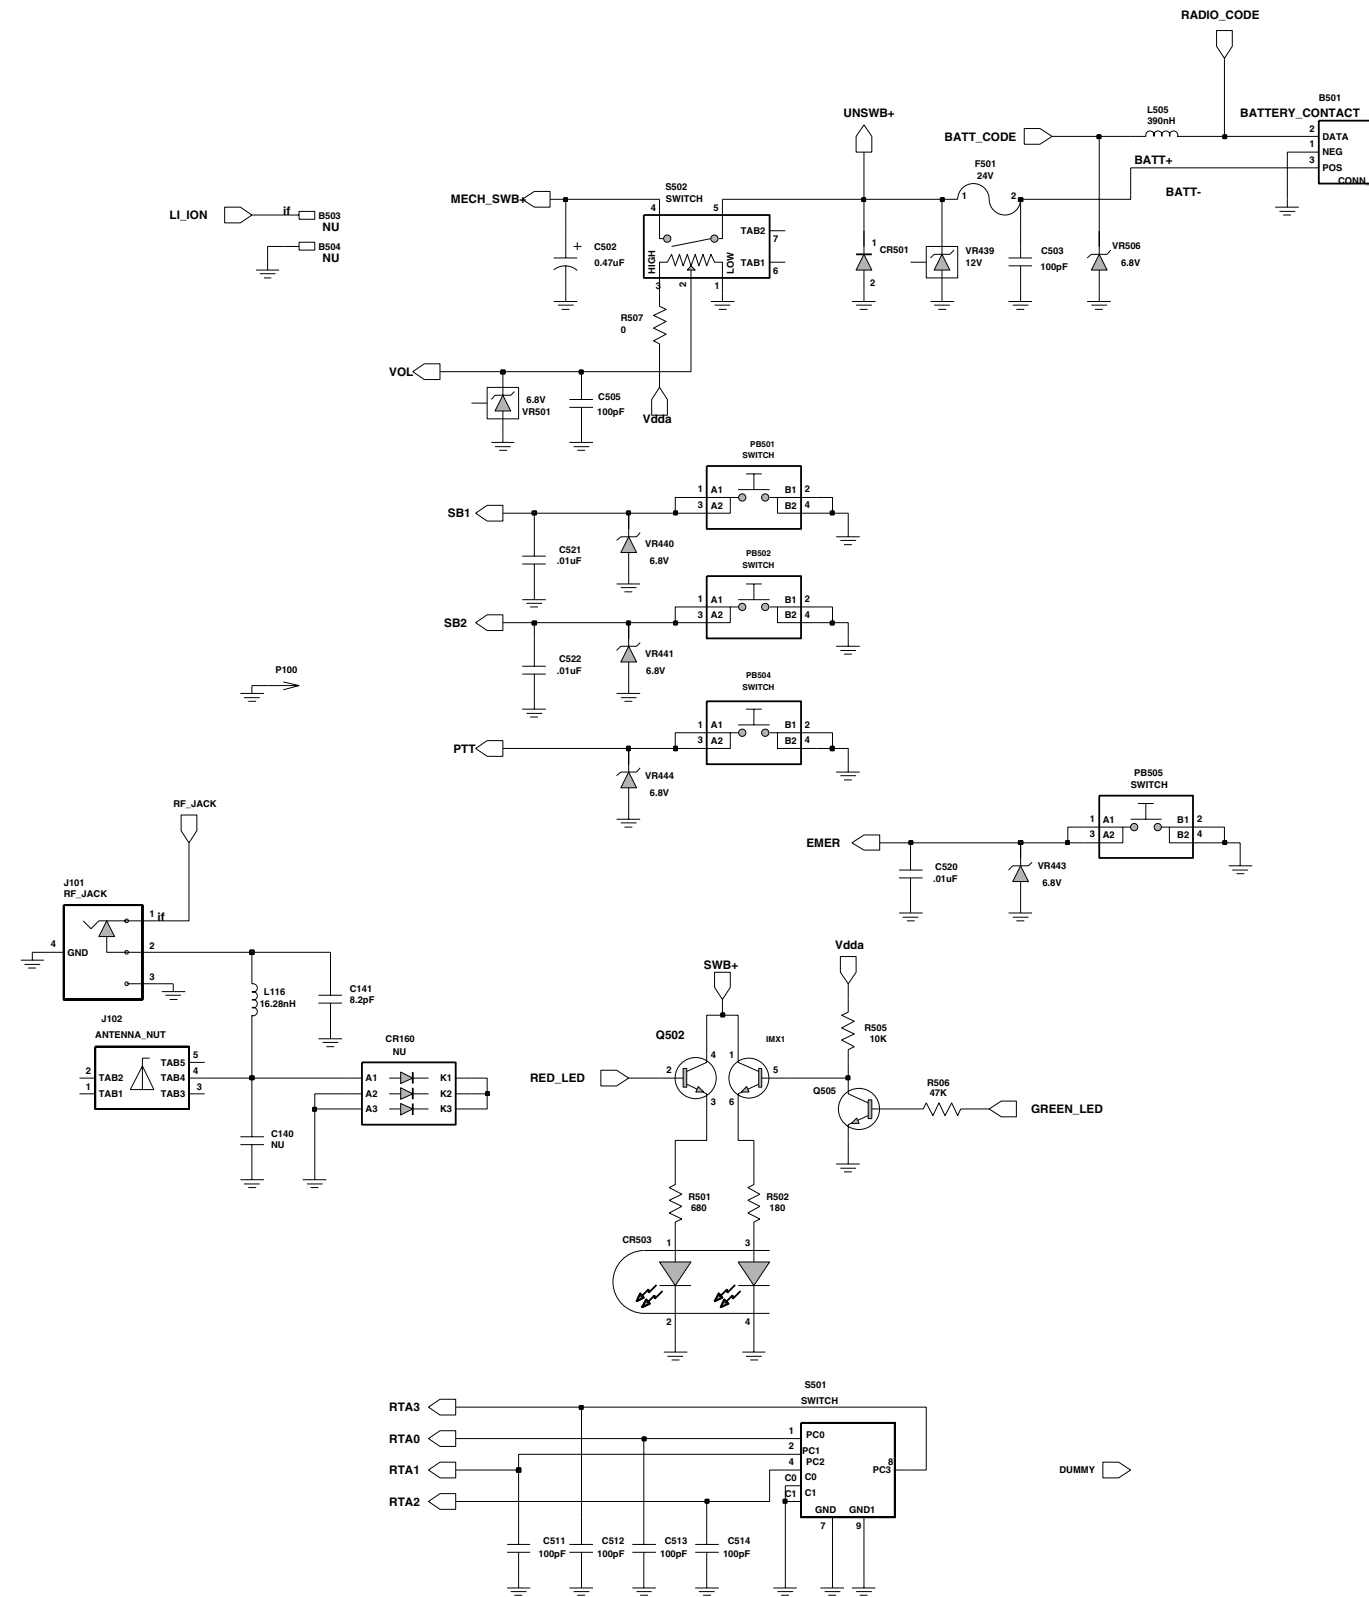 RADIO_CODE
B501
BATTERY_CONTACT
L505
390nH
UNSWB+
BATT_CODE
2
DATA
1
NEG
3
POS
CONN_
BATT+
BATT-
F501
24V
1
2
S502
SWITCH
MECH_SWB+
4
5
TAB2
7
TAB1
6
HIGH
LOW
3
2
1
LI_ION
if
B503
NU
B504
NU
+
C502
0.47uF
1
CR501
2
VR439
12V
C503
100pF
VR506
6.8V
R507
0
VOL
6.8V
VR501
C505
100pF
Vdda
PB501
SWITCH
1
A1
B1
2
3
A2
B2
4
SB1
C521
.01uF
VR440
6.8V
PB502
SWITCH
1
A1
B1
2
3
A2
B2
4
SB2
C522
.01uF
VR441
6.8V
P100
PB504
SWITCH
1
A1
B1
2
3
A2
B2
4
PTT
VR444
6.8V
PB505
SWITCH
1
A1
B1
2
3
A2
B2
4
EMER
C520
.01uF
VR443
6.8V
RF_JACK
J101
RF_JACK
1
if
4
GND
2
3
L116
16.28nH
C141
8.2pF
J102
ANTENNA_NUT
TAB5
5
2
TAB2
TAB4
4
1
TAB1
TAB3
3
CR160
NU
A1
K1
A2
K2
A3
K3
C140
NU
Vdda
SWB+
Q502
4
1
IMX1
R505
10K
RED_LED
2
5
3
6
Q505
R506
47K
GREEN_LED
R501
680
R502
180
CR503
1
3
2
4
S501
SWITCH
RTA3
RTA0
1
PC0
2
PC1
RTA1
4
PC2
8
PC3
C0
C0
RTA2
C1
C1
GND
GND1
7
9
C511
100pF
C512
100pF
C513
100pF
C514
100pF
DUMMY